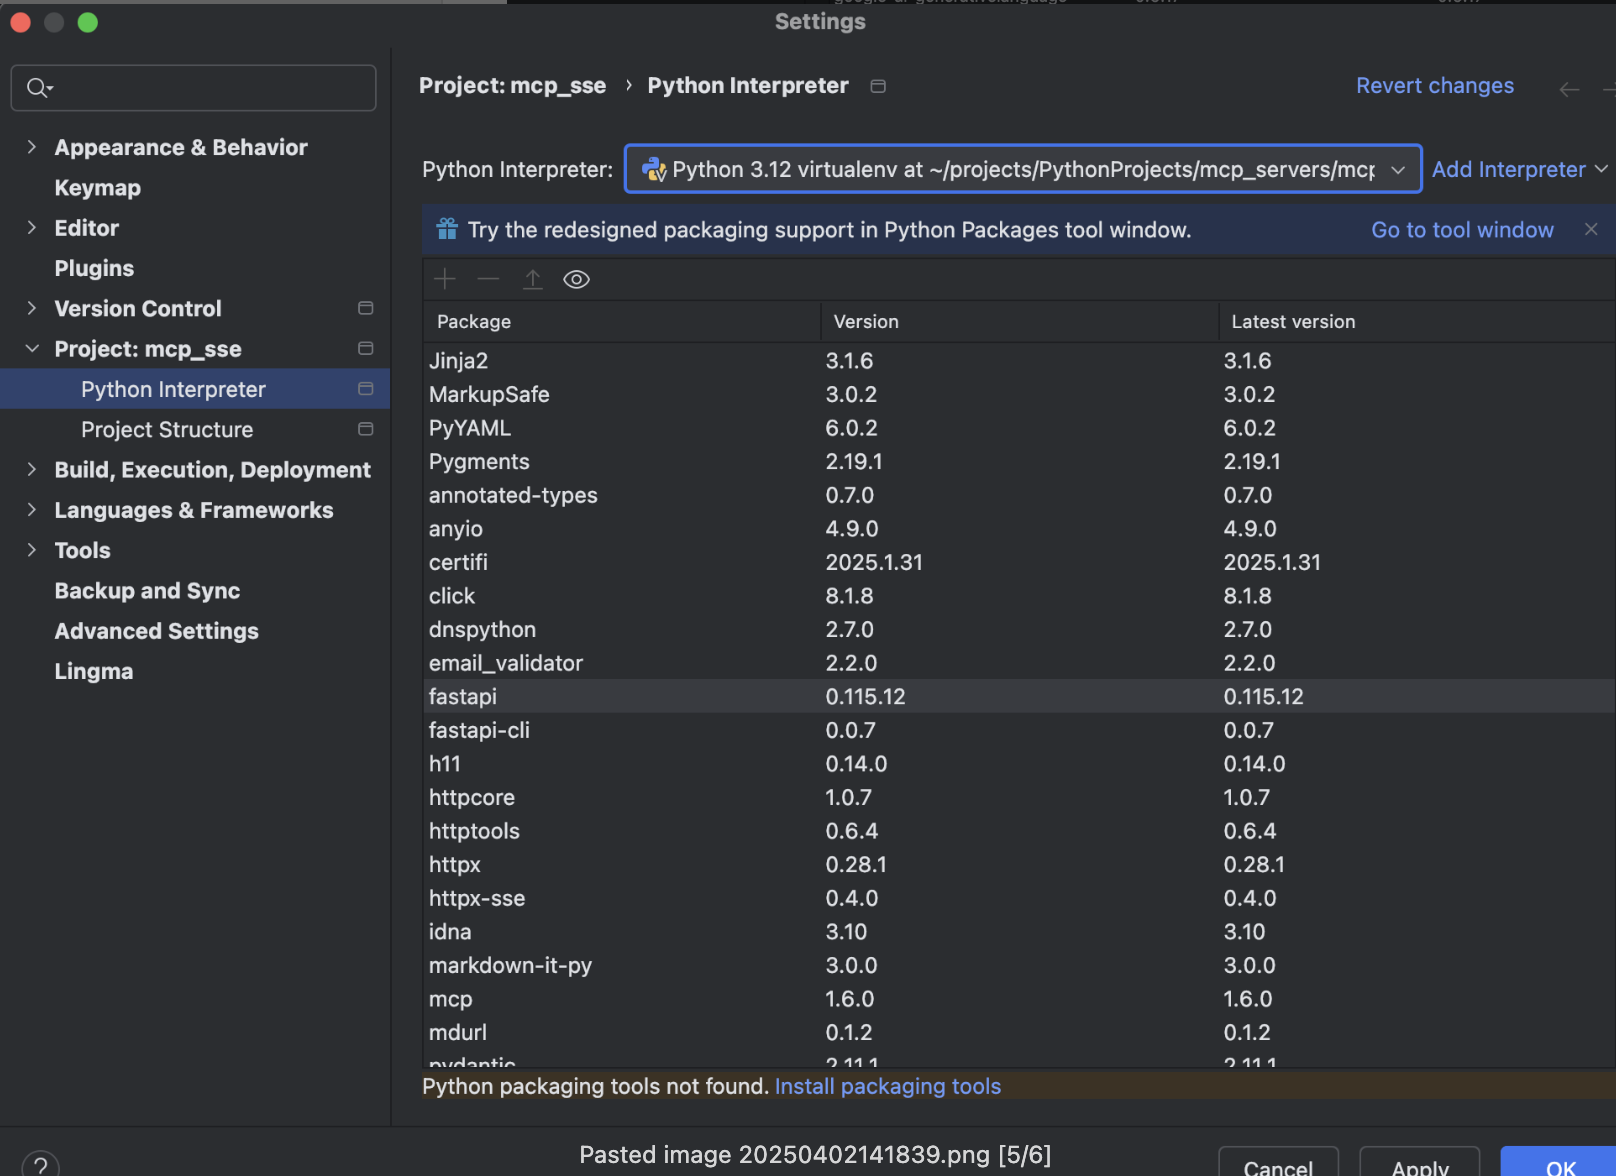 Settings
Appearance & Behavior
Keymap
Editor
Plugins
Version Control
Project: mcp_sse
Python Interpreter
Project Structure
Build, Execution, Deployment
Languages & Frameworks
Tools
Backup and Sync
Advanced Settings
Lingma
Project: mcp_sse › Python Interpreter
Revert changes
Python Interpreter: Python 3.12 virtualenv at ~/projects/PythonProjects/mcp_servers/mcp Add Interpreter
Try the redesigned packaging support in Python Packages tool window. Go to tool window
Package Version Latest version
Jinja2 3.1.6 3.1.6
MarkupSafe 3.0.2 3.0.2
PyYAML 6.0.2 6.0.2
Pygments 2.19.1 2.19.1
annotated-types 0.7.0 0.7.0
anyio 4.9.0 4.9.0
certifi 2025.1.31 2025.1.31
click 8.1.8 8.1.8
dnspython 2.7.0 2.7.0
email_validator 2.2.0 2.2.0
fastapi 0.115.12 0.115.12
fastapi-cli 0.0.7 0.0.7
h11 0.14.0 0.14.0
httpcore 1.0.7 1.0.7
httptools 0.6.4 0.6.4
httpx 0.28.1 0.28.1
httpx-sse 0.4.0 0.4.0
idna 3.10 3.10
markdown-it-py 3.0.0 3.0.0
mcp 1.6.0 1.6.0
mdurl 0.1.2 0.1.2
pydantic 2.11.1 2.11.1
Python packaging tools not found. Install packaging tools
?
Pasted image 20250402141839.png [5/6]
Cancel
Apply
OK